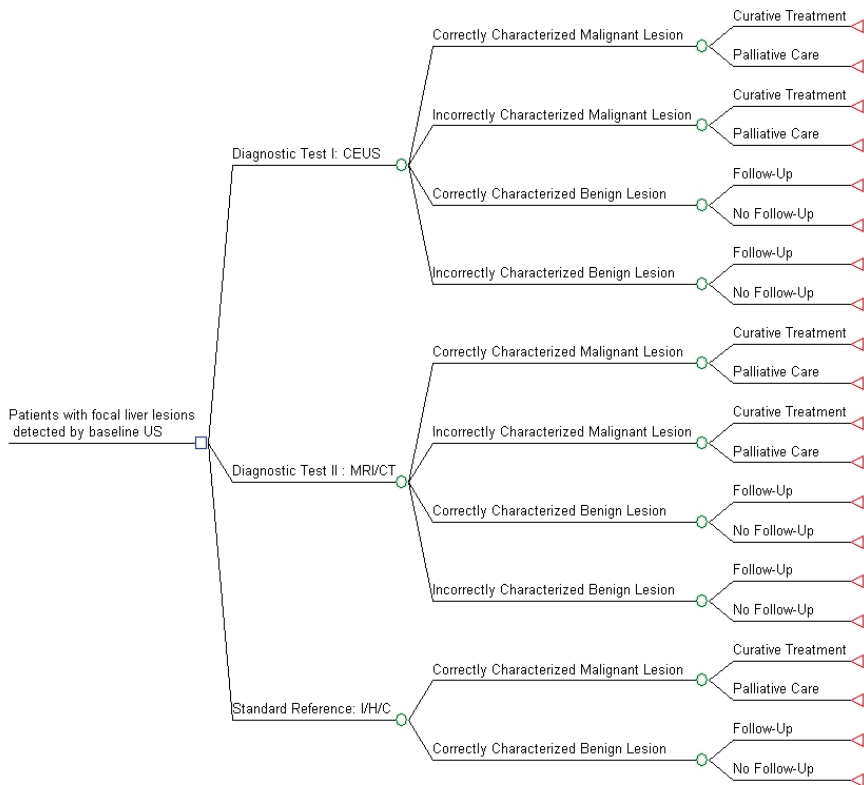 Patients with focal liver lesions
detected by baseline US
Diagnostic Test I: CEUS
Correctly Characterized Malignant Lesion
Curative Treatment
Palliative Care
Incorrectly Characterized Malignant Lesion
Curative Treatment
Palliative Care
Correctly Characterized Benign Lesion
Follow-Up
No Follow-Up
Incorrectly Characterized Benign Lesion
Follow-Up
No Follow-Up
Diagnostic Test II : MRI/CT
Correctly Characterized Malignant Lesion
Curative Treatment
Palliative Care
Incorrectly Characterized Malignant Lesion
Curative Treatment
Palliative Care
Correctly Characterized Benign Lesion
Follow-Up
No Follow-Up
Incorrectly Characterized Benign Lesion
Follow-Up
No Follow-Up
Standard Reference: I/H/C
Correctly Characterized Malignant Lesion
Curative Treatment
Palliative Care
Correctly Characterized Benign Lesion
Follow-Up
No Follow-Up